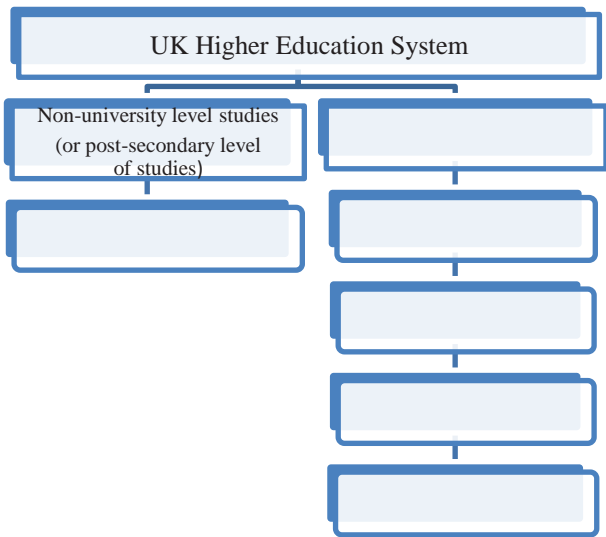 UK Higher Education System
Non-university level studies
(or post-secondary level
of studies)